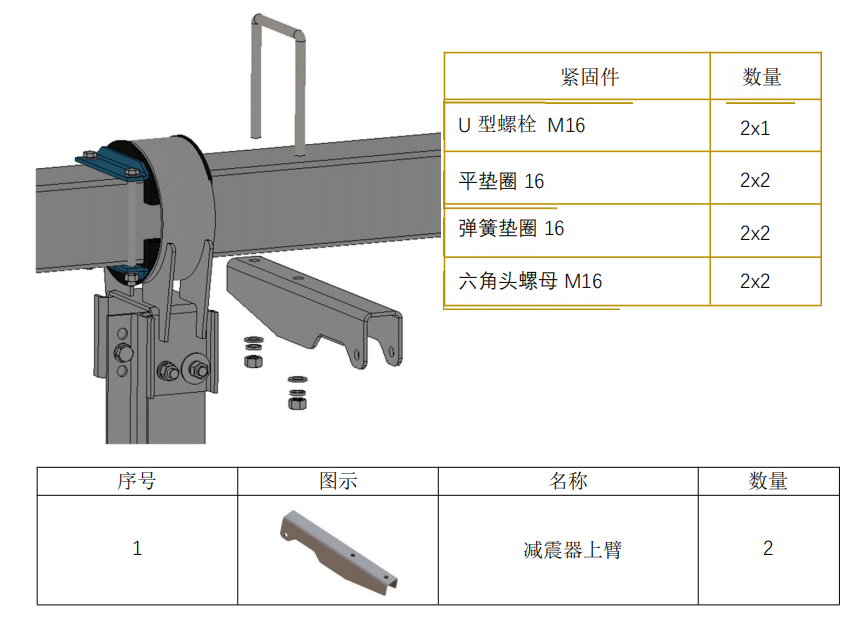 紧固件 数量
U 型螺栓 M16 2x1
平垫圈 16 2x2
弹簧垫圈 16 2x2
六角头螺母 M16 2x2
序号 图示 名称 数量
1 减震器上臂 2